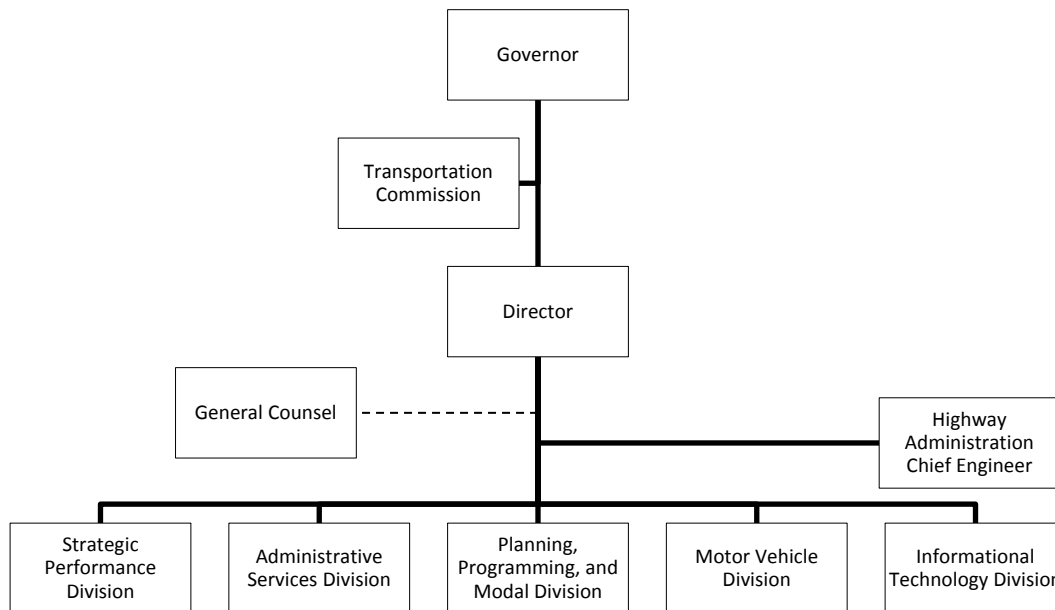 Governor
Transportation
Commission
Director
General Counsel
Highway
Administration
Chief Engineer
Strategic
Performance
Division
Administrative
Services Division
Planning,
Programming, and
Modal Division
Motor Vehicle
Division
Informational
Technology Division